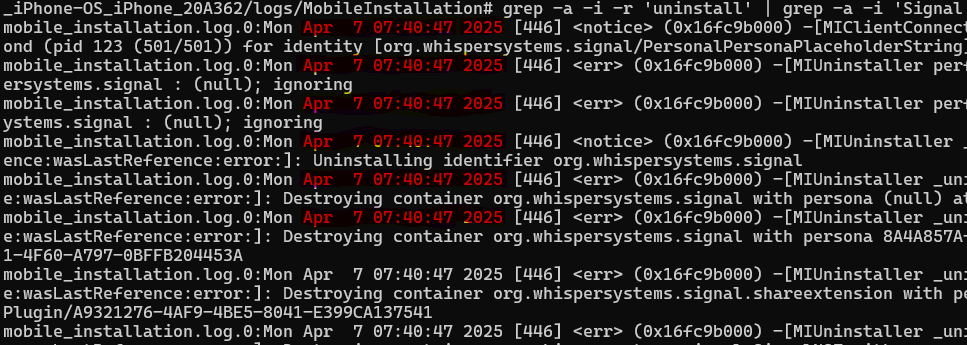 _iPhone-OS_iPhone_20A362/logs/MobileInstallation# grep -a -i -r 'uninstall' | grep -a -i 'Signal
mobile_installation.log.0:Mon Apr  7 07:40:47 2025 [446] <notice> (0x16fc9b000) -[MIClientConnect
ond (pid 123 (501/501)) for identity [org.whispersystems.signal/PersonalPersonaPlaceholderString]
mobile_installation.log.0:Mon Apr  7 07:40:47 2025 [446] <err> (0x16fc9b000) -[MIUninstaller per
ersystems.signal : (null); ignoring
mobile_installation.log.0:Mon Apr  7 07:40:47 2025 [446] <err> (0x16fc9b000) -[MIUninstaller per
ystems.signal : (null); ignoring
mobile_installation.log.0:Mon Apr  7 07:40:47 2025 [446] <notice> (0x16fc9b000) -[MIUninstaller _
ence:wasLastReference:error:]: Uninstalling identifier org.whispersystems.signal
mobile_installation.log.0:Mon Apr  7 07:40:47 2025 [446] <err> (0x16fc9b000) -[MIUninstaller _uni
e:wasLastReference:error:]: Destroying container org.whispersystems.signal with persona (null) at
mobile_installation.log.0:Mon Apr  7 07:40:47 2025 [446] <err> (0x16fc9b000) -[MIUninstaller _uni
e:wasLastReference:error:]: Destroying container org.whispersystems.signal with persona 8A4A857A-
1-4F60-A797-0BFFB204453A
mobile_installation.log.0:Mon Apr  7 07:40:47 2025 [446] <err> (0x16fc9b000) -[MIUninstaller _uni
e:wasLastReference:error:]: Destroying container org.whispersystems.signal.shareextension with pe
Plugin/A9321276-4AF9-4BE5-8041-E399CA137541
mobile_installation.log.0:Mon Apr  7 07:40:47 2025 [446] <err> (0x16fc9b000) -[MIUninstaller _uni